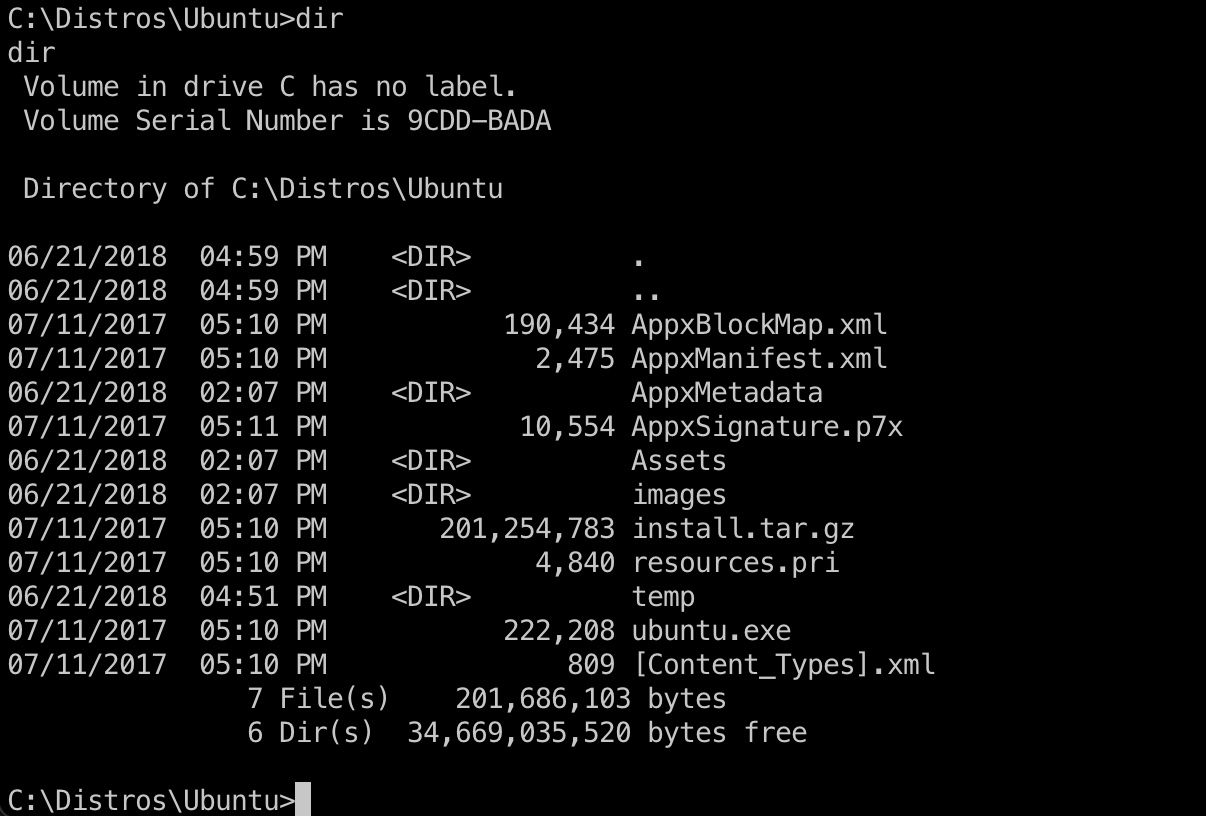 C:\Distros\Ubuntu>dir
dir
 Volume in drive C has no label.
 Volume Serial Number is 9CDD-BADA

 Directory of C:\Distros\Ubuntu

06/21/2018  04:59 PM    <DIR>          .
06/21/2018  04:59 PM    <DIR>          ..
07/11/2017  05:10 PM           190,434 AppxBlockMap.xml
07/11/2017  05:10 PM             2,475 AppxManifest.xml
06/21/2018  02:07 PM    <DIR>          AppxMetadata
07/11/2017  05:11 PM            10,554 AppxSignature.p7x
06/21/2018  02:07 PM    <DIR>          Assets
06/21/2018  02:07 PM    <DIR>          images
07/11/2017  05:10 PM       201,254,783 install.tar.gz
07/11/2017  05:10 PM             4,840 resources.pri
06/21/2018  04:51 PM    <DIR>          temp
07/11/2017  05:10 PM           222,208 ubuntu.exe
07/11/2017  05:10 PM               809 [Content_Types].xml
               7 File(s)    201,686,103 bytes
               6 Dir(s)  34,669,035,520 bytes free

C:\Distros\Ubuntu>